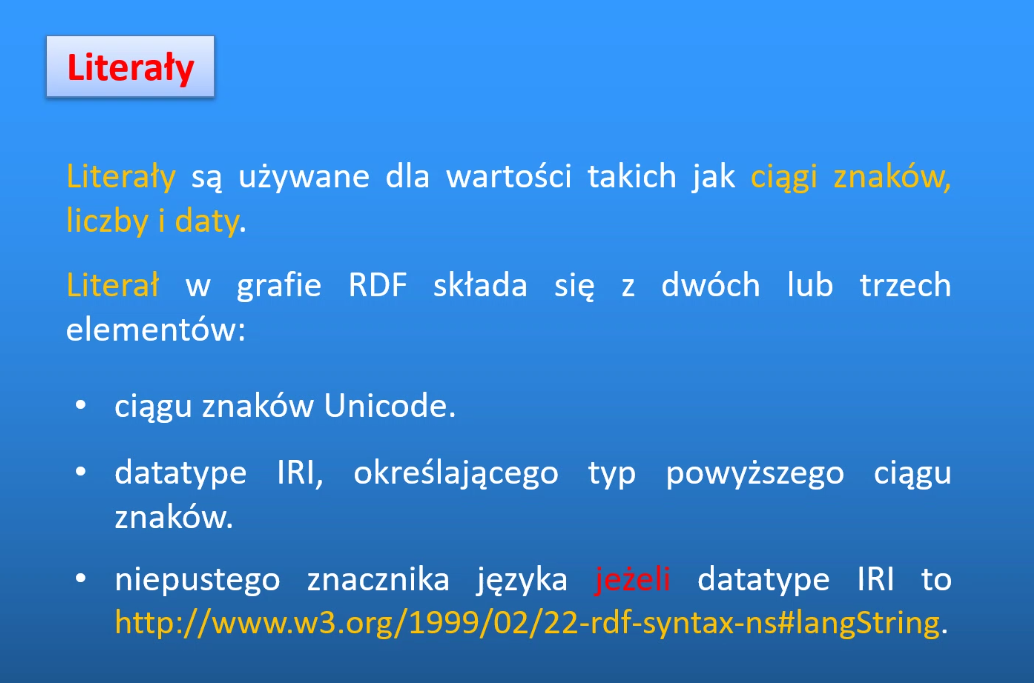 Literały
Literały są używane dla wartości takich jak ciągi znaków,
liczby i daty.
Literał w grafie RDF składa się z dwóch lub trzech
elementów:
• ciągu znaków Unicode.
• datatype IRI, określającego typ powyższego ciągu
znaków.
• niepustego znacznika języka jeżeli datatype IRI to
http://www.w3.org/1999/02/22-rdf-syntax-ns#langString.